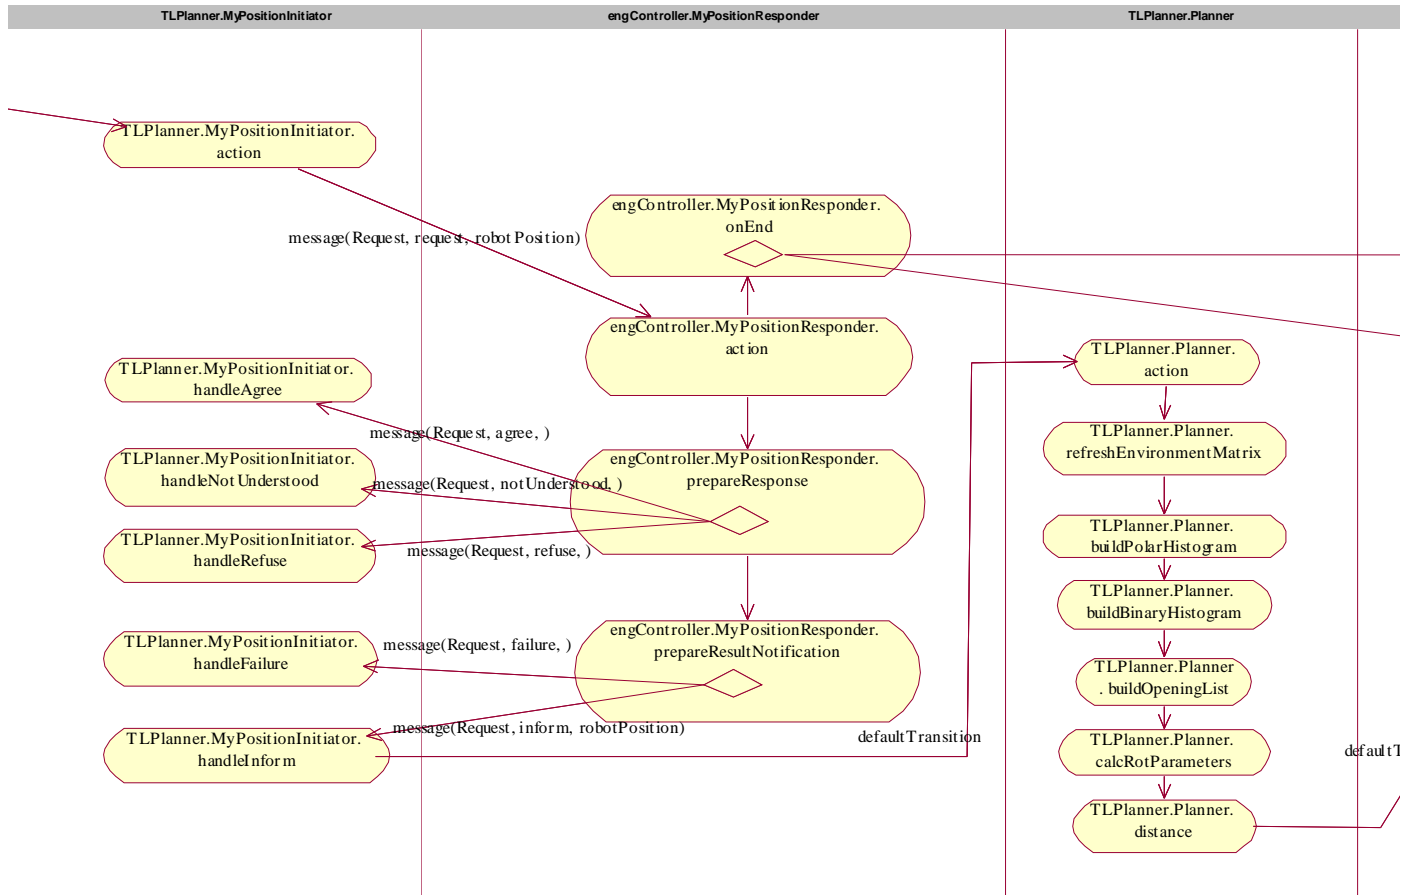 TLPlanner.MyPositionInitiator
engController.MyPositionResponder
TLPlanner.Planner
TLPlanner.MyPositionInitiator.
action
engController.MyPositionResponder.
onEnd
message(Request, request, robotPosition)
engController.MyPositionResponder.
action
TLPlanner.MyPositionInitiator.
handleAgree
message(Request, agree, )
TLPlanner.MyPositionInitiator.
handleNotUnderstood
message(Request, notUnderstood, )
engController.MyPositionResponder.
prepareResponse
TLPlanner.MyPositionInitiator.
handleRefuse
message(Request, refuse, )
TLPlanner.MyPositionInitiator.
handleFailure
message(Request, failure, )
engController.MyPositionResponder.
prepareResultNotification
TLPlanner.MyPositionInitiator.
handleInform
message(Request, inform, robotPosition)
defaultTransition
TLPlanner.Planner.
action
TLPlanner.Planner.
refreshEnvironmentMatrix
TLPlanner.Planner.
buildPolarHistogram
TLPlanner.Planner.
buildBinaryHistogram
TLPlanner.Planner
. buildOpeningList
TLPlanner.Planner.
calcRotParameters
TLPlanner.Planner.
distance
defaultT